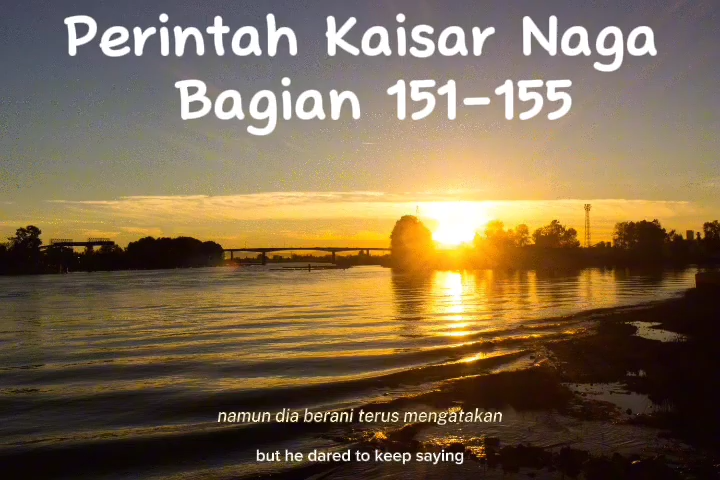 Perintah Kaisar Naga
Bagian 151-155
namun dia berani terus mengatakan
but he dared to keep saying